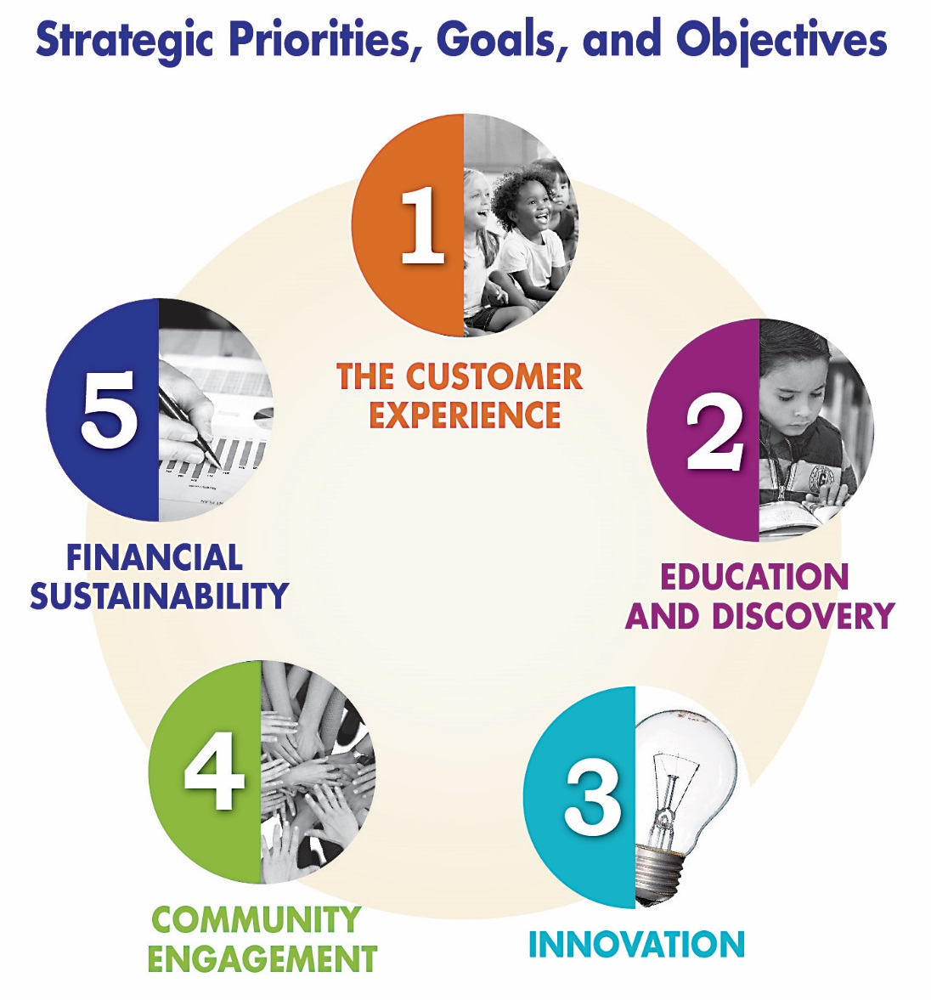 Strategic Priorities, Goals, and Objectives
1
THE CUSTOMER
EXPERIENCE
2
EDUCATION
AND DISCOVERY
3
INNOVATION
4
COMMUNITY
ENGAGEMENT
5
FINANCIAL
SUSTAINABILITY